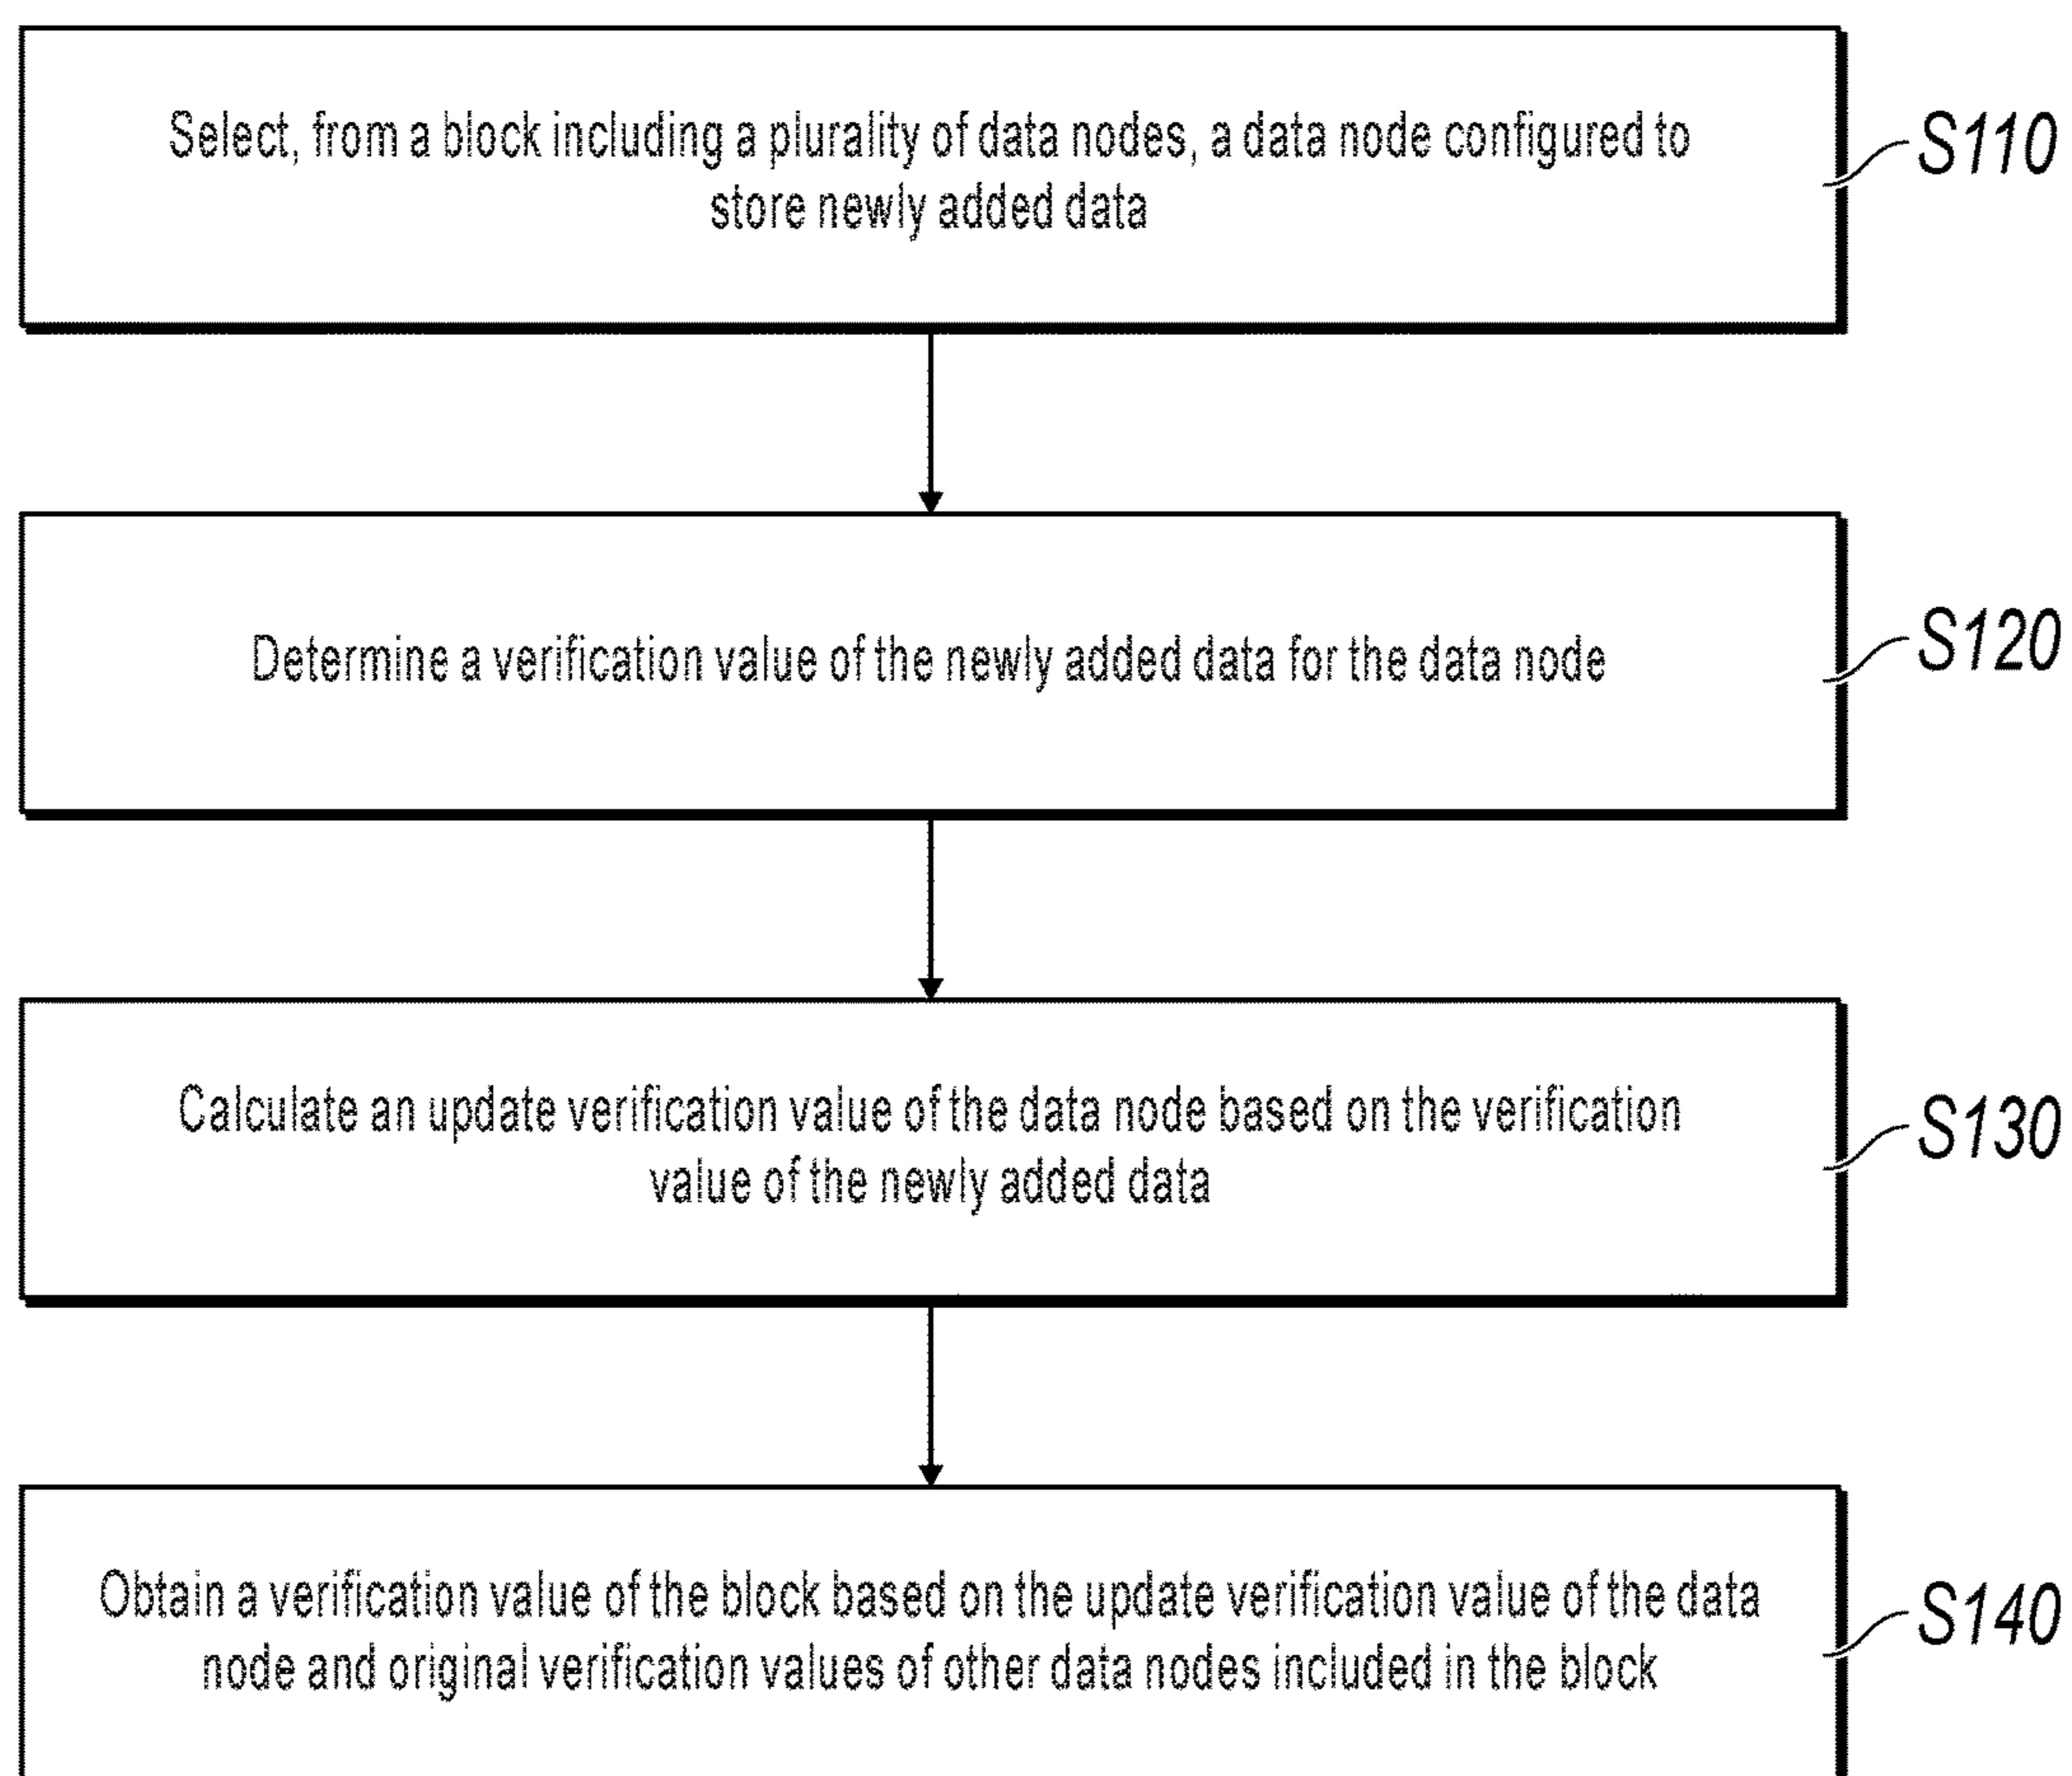 Select, from a block including a plurality of data nodes, a data node configured to
store newly added data
S110
Determine a verification value of the newly added data for the data node
S120
Calculate an update verification value of the data node based on the verification
value of the newly added data
S130
Obtain a verification value of the block based on the update verification value of the data
node and original verification values of other data nodes included in the block
S140